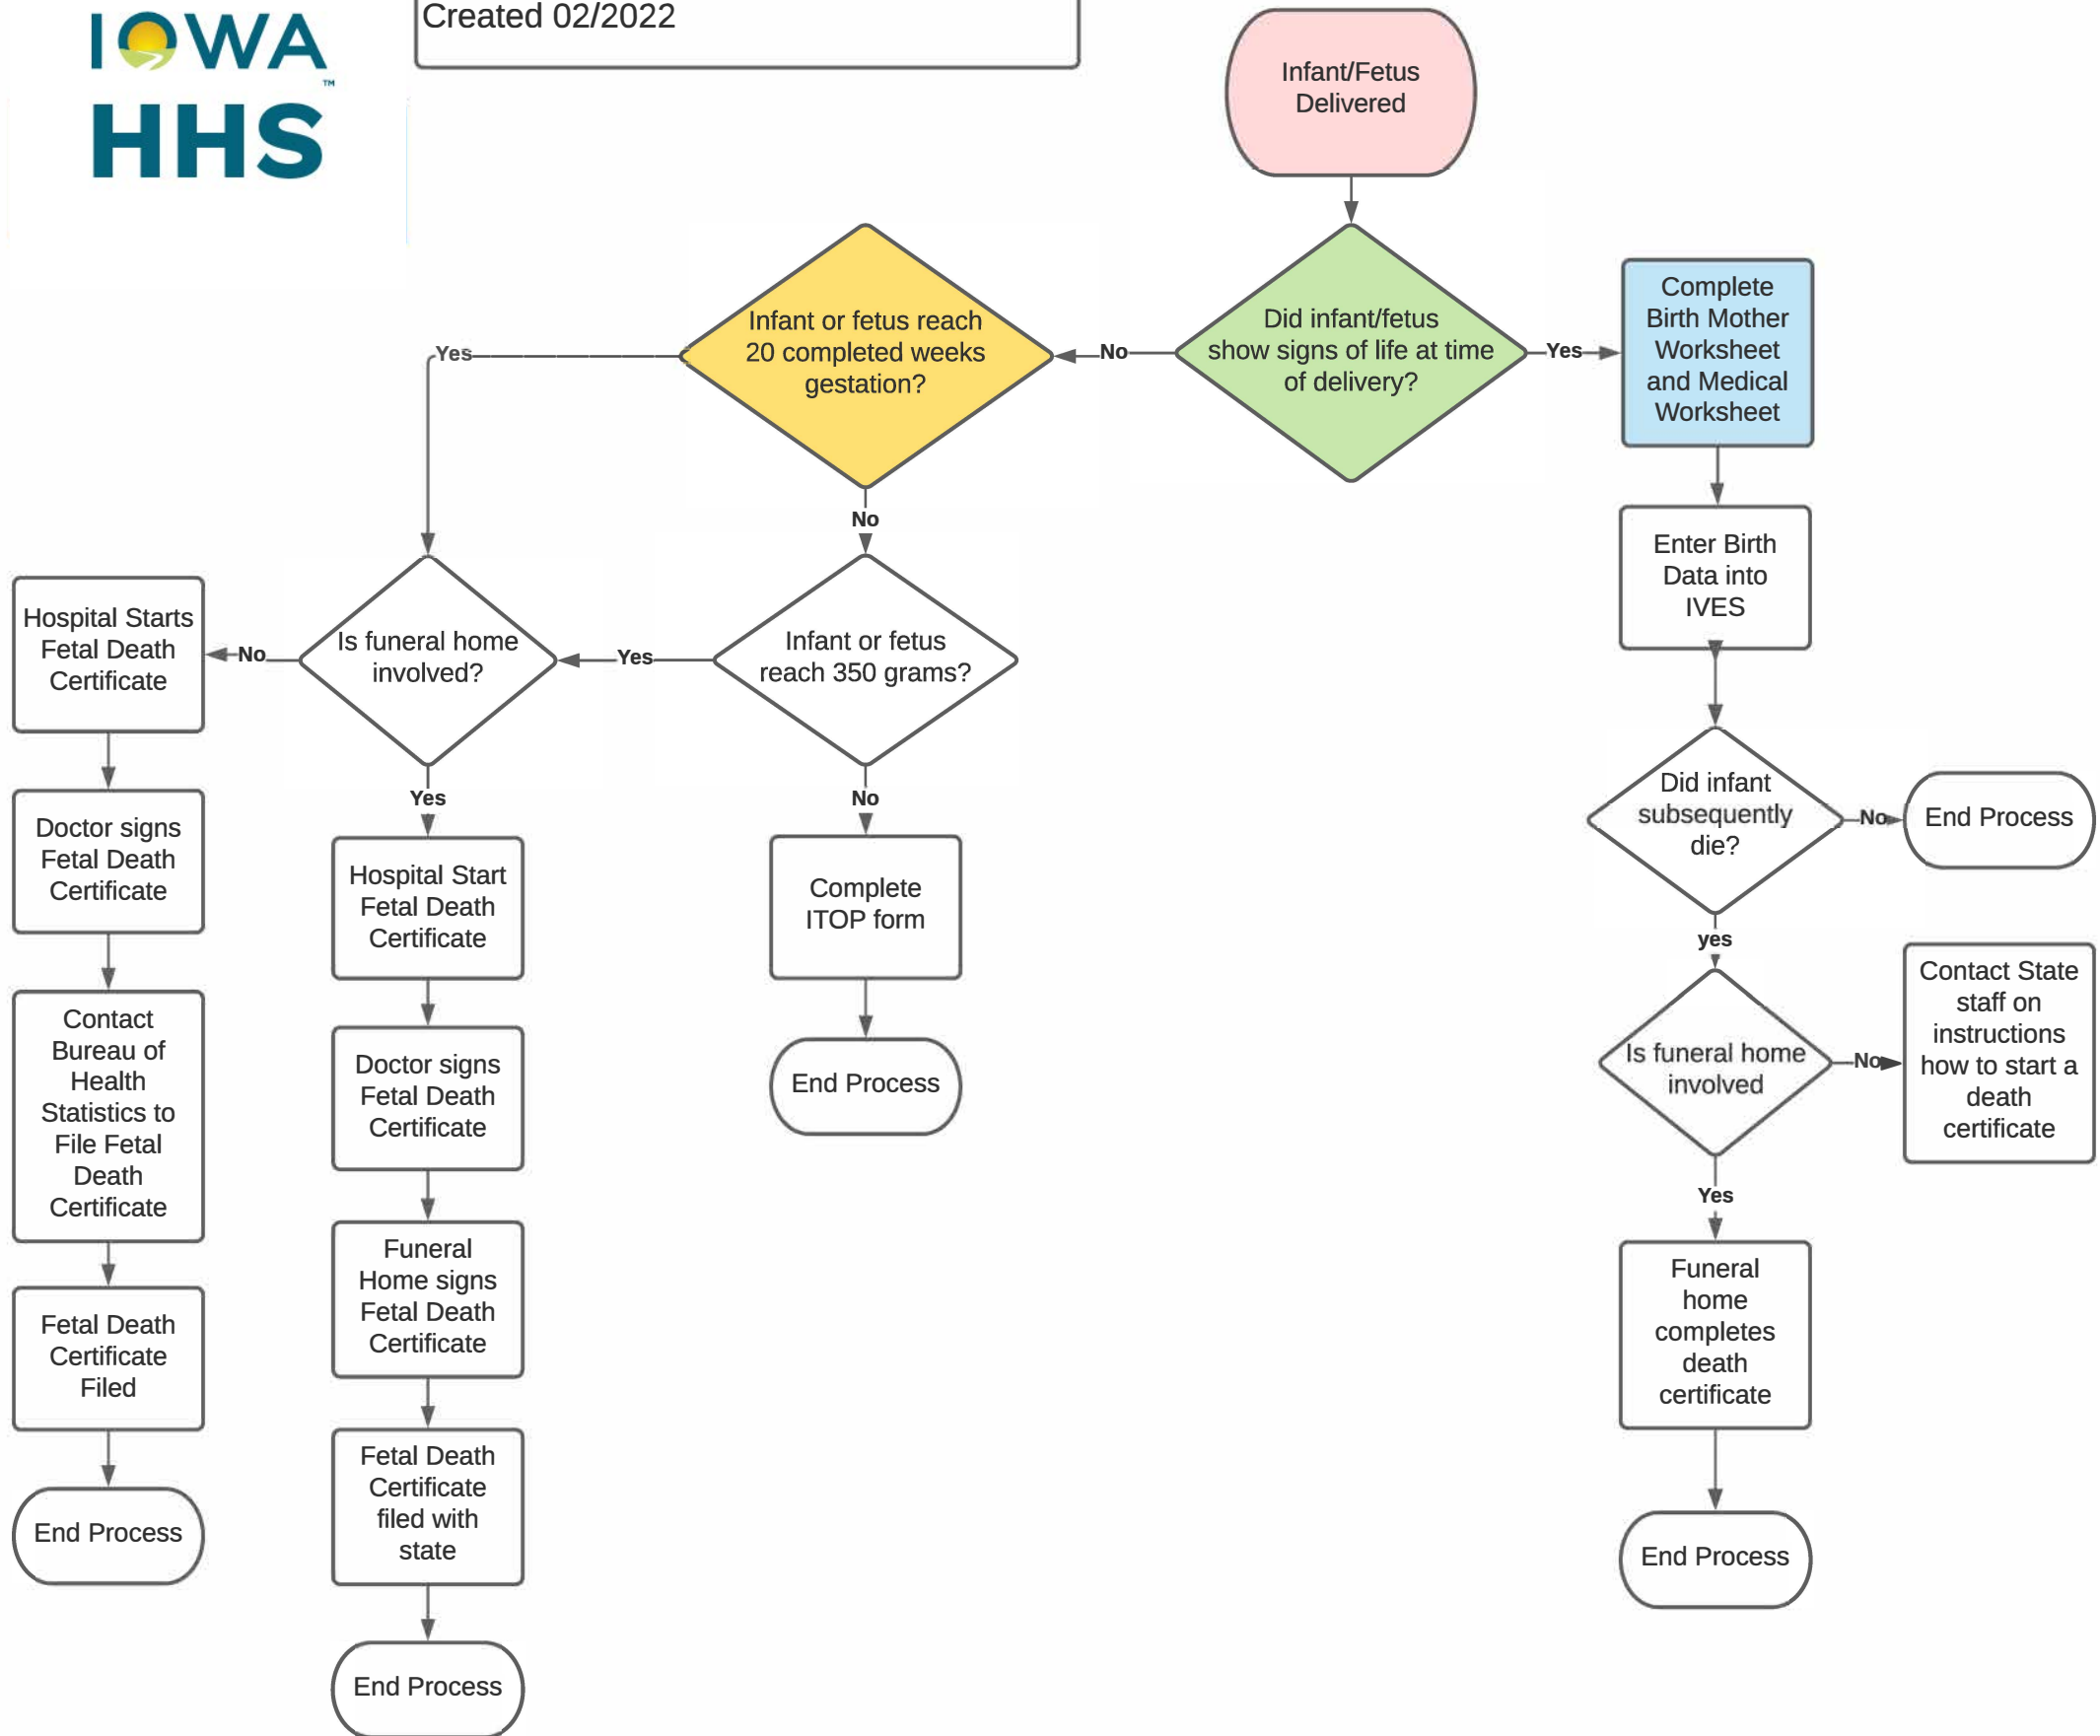 IOWA
™
HHS
Created 02/2022
Infant/Fetus
Delivered
Did infant/fetus
show signs of life at time
of delivery?
No
Yes
Infant or fetus reach
20 completed weeks
gestation?
Yes
No
Complete
Birth Mother
Worksheet
and Medical
Worksheet
Enter Birth
Data into
IVES
Did infant
subsequently
die?
No
End Process
yes
Is funeral home
involved
No
Contact State
staff on
instructions
how to start a
death
certificate
Yes
Funeral
home
completes
death
certificate
End Process
Infant or fetus
reach 350 grams?
Yes
No
Complete
ITOP form
End Process
Is funeral home
involved?
No
Yes
Hospital Start
Fetal Death
Certificate
Doctor signs
Fetal Death
Certificate
Funeral
Home signs
Fetal Death
Certificate
Fetal Death
Certificate
filed with
state
End Process
Hospital Starts
Fetal Death
Certificate
Doctor signs
Fetal Death
Certificate
Contact
Bureau of
Health
Statistics to
File Fetal
Death
Certificate
Fetal Death
Certificate
Filed
End Process